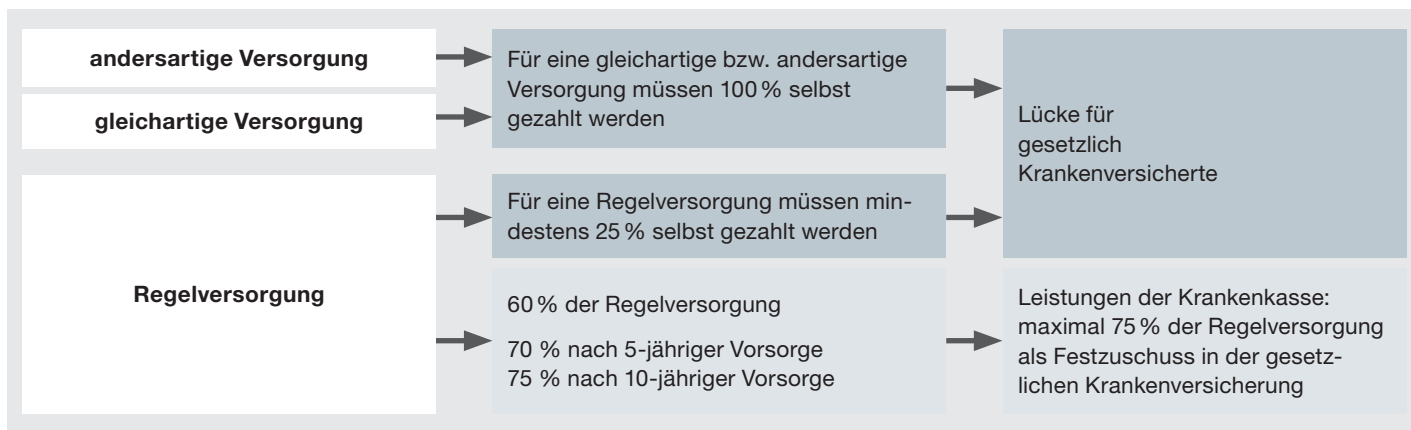 andersartige Versorgung
gleichartige Versorgung
Für eine gleichartige bzw. andersartige
Versorgung müssen 100 % selbst
gezahlt werden
Lücke für
gesetzlich
Krankenversicherte
Regelversorgung
Für eine Regelversorgung müssen min-
destens 25 % selbst gezahlt werden
60 % der Regelversorgung
70 % nach 5-jähriger Vorsorge
75 % nach 10-jähriger Vorsorge
Leistungen der Krankenkasse:
maximal 75 % der Regelversorgung
als Festzuschuss in der gesetz-
lichen Krankenversicherung